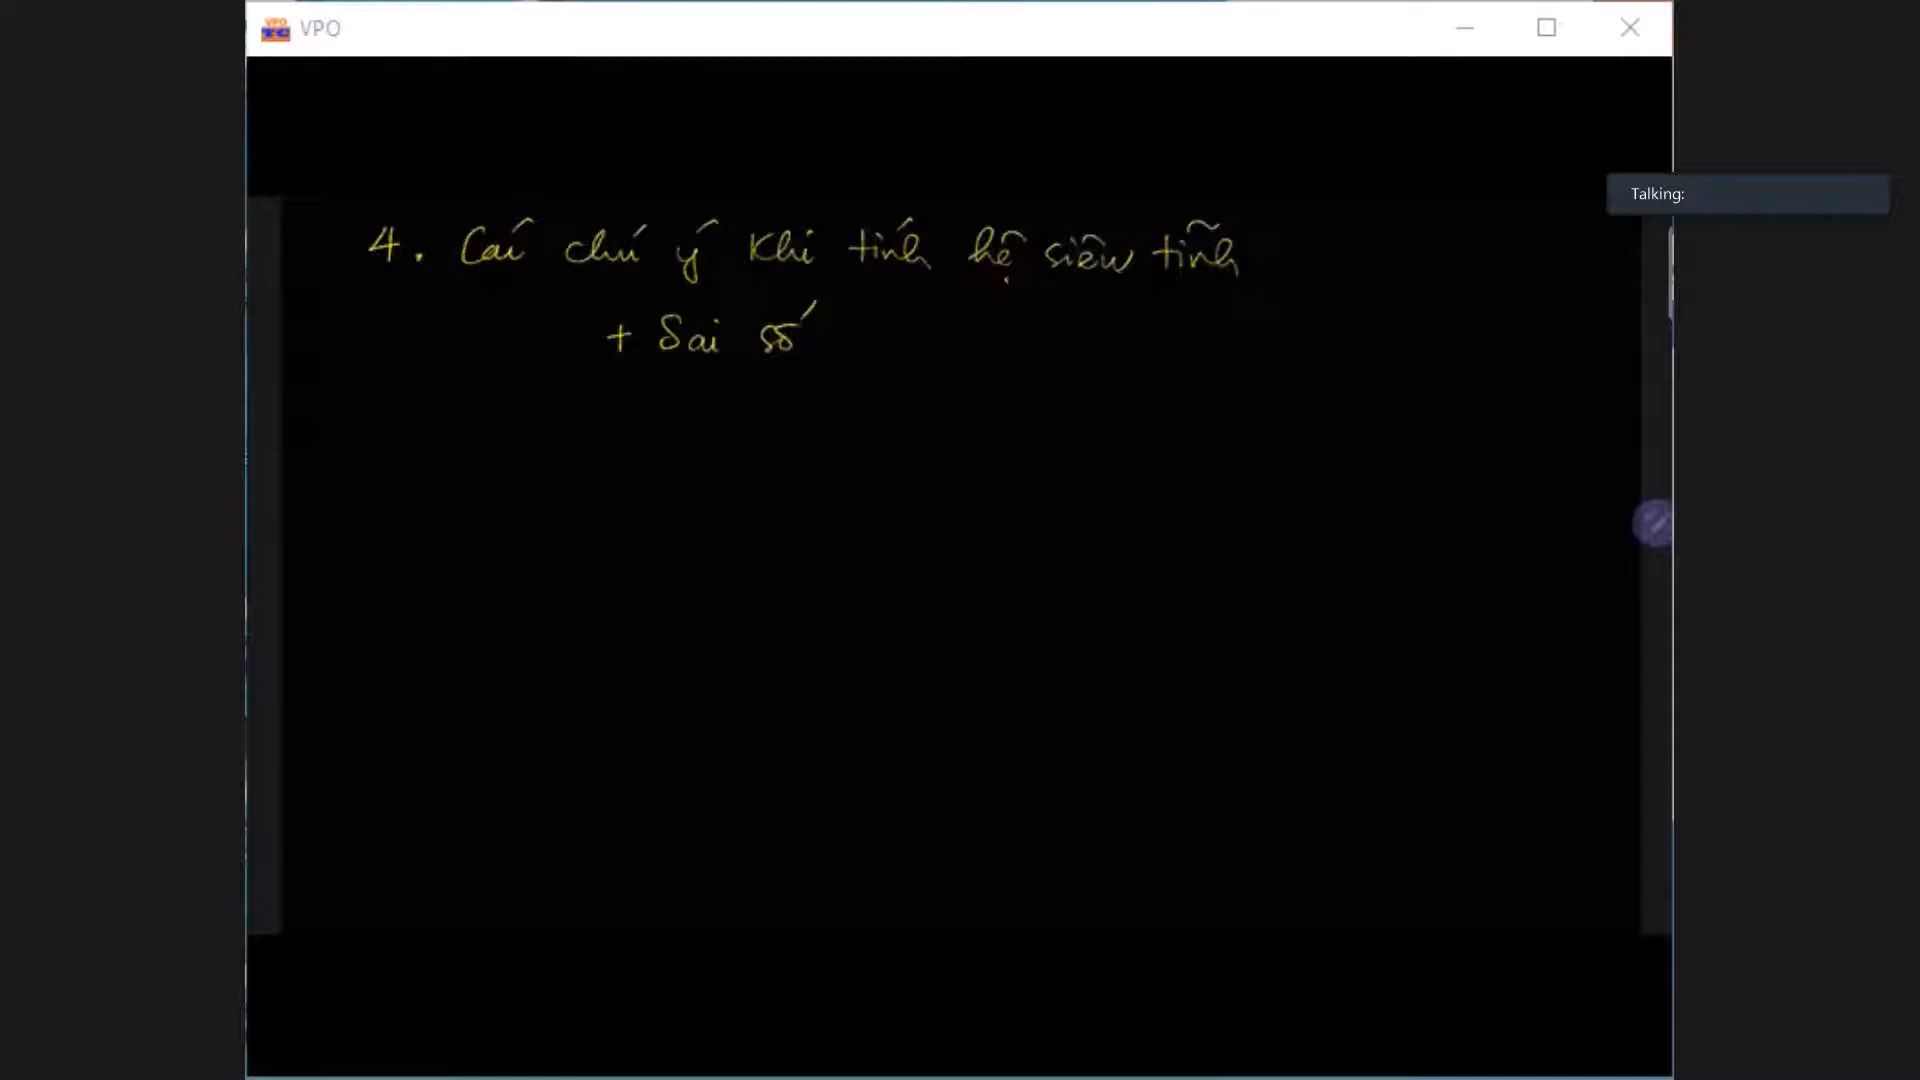 VPO
Talking:
4. Các chú ý khi tính hệ siêu tĩnh
+ Sai số